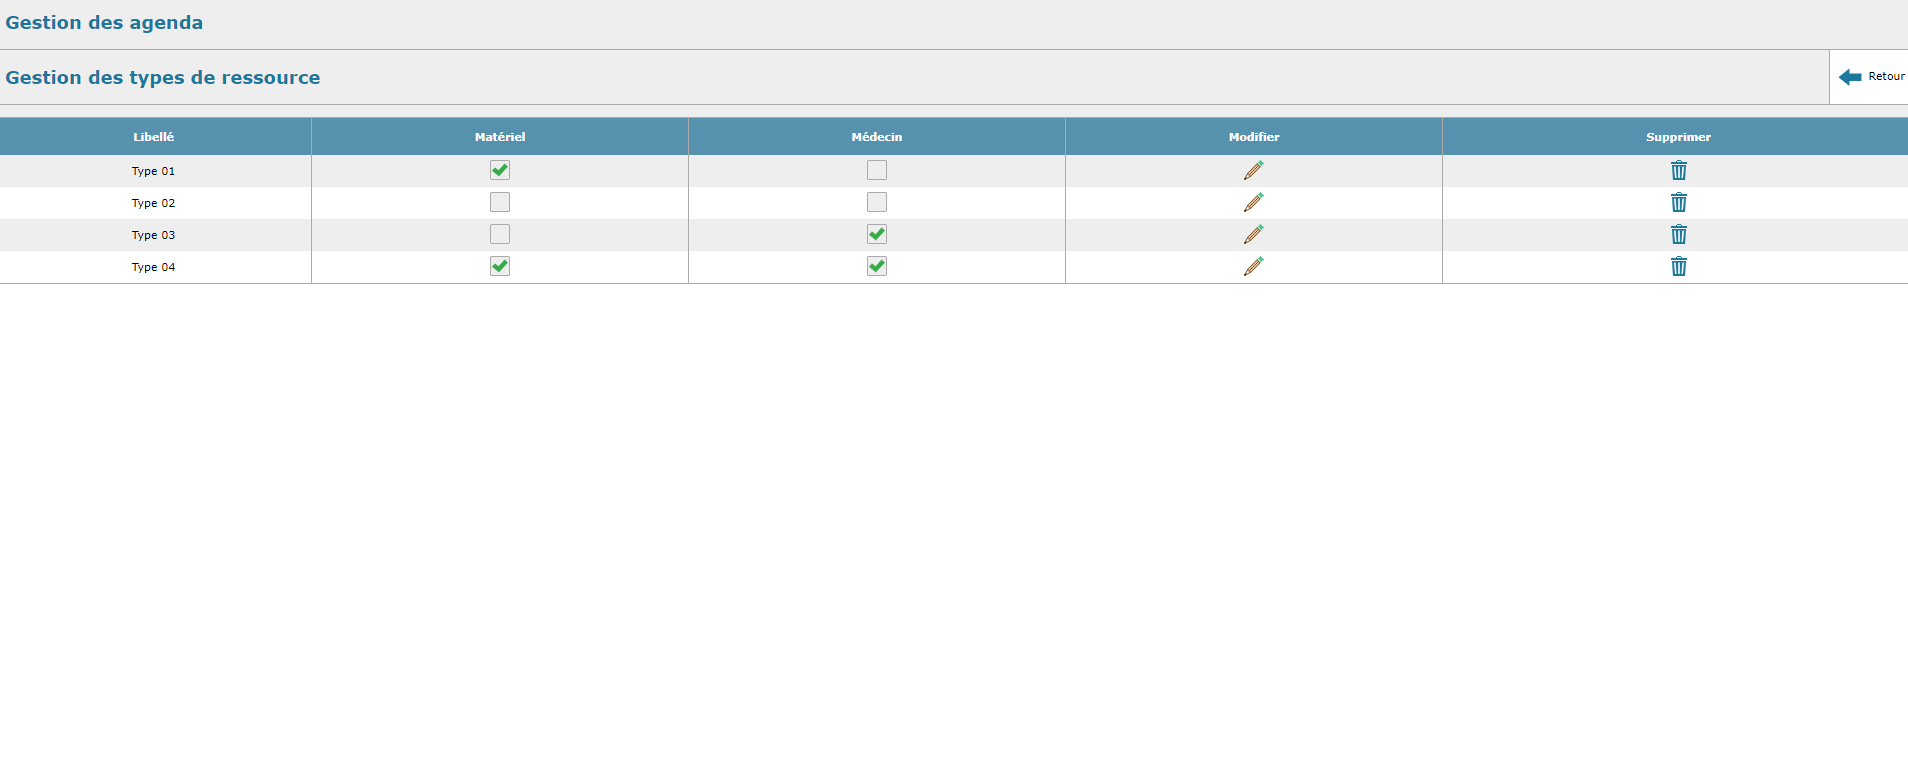 Gestion des agenda
Gestion des types de ressource
Retour
Libellé Matériel Médecin Modifier Supprimer
Type 01
Type 02
Type 03
Type 04